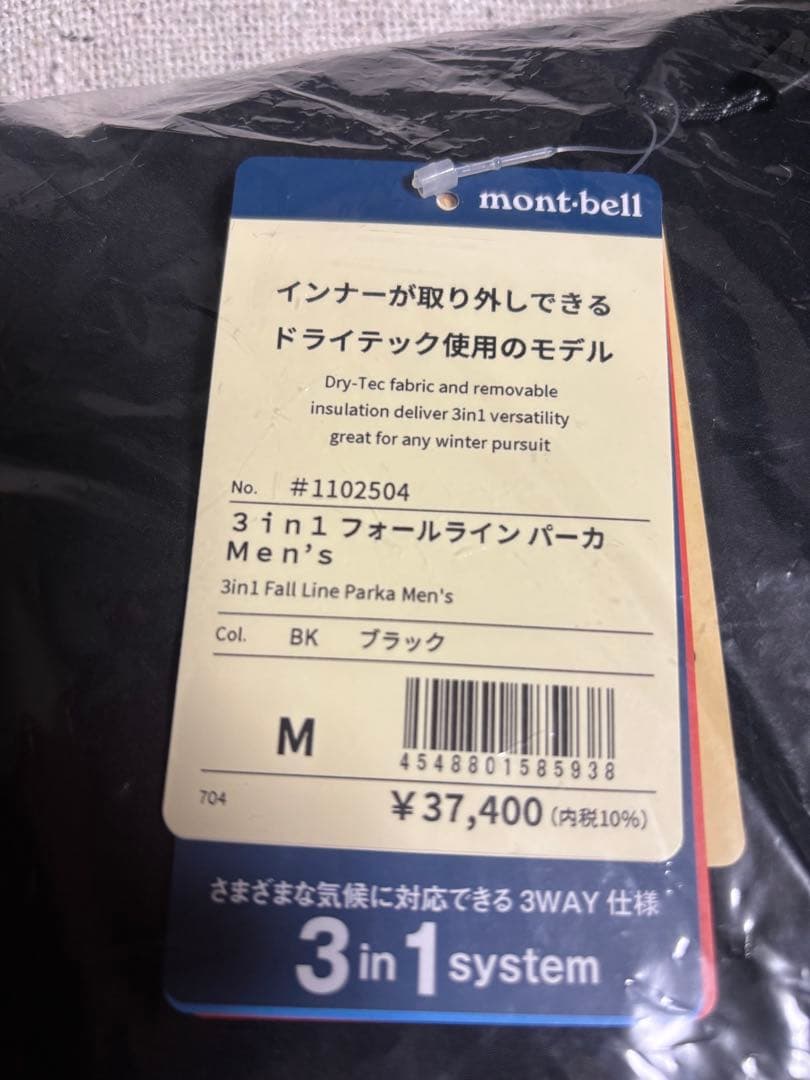 mont·bell
インナーが取り外しできる
ドライテック使用のモデル
Dry-Tec fabric and removable
insulation deliver 3in1 versatility
great for any winter pursuit
No. #1102504
３ｉｎ１ フォールライン パーカ
Ｍｅｎ’ｓ
3in1 Fall Line Parka Men's
Col. BK ブラック
M
4548801585938
704
￥37,400(内税10%)
さまざまな気候に対応できる 3WAY 仕様
3 in 1 system